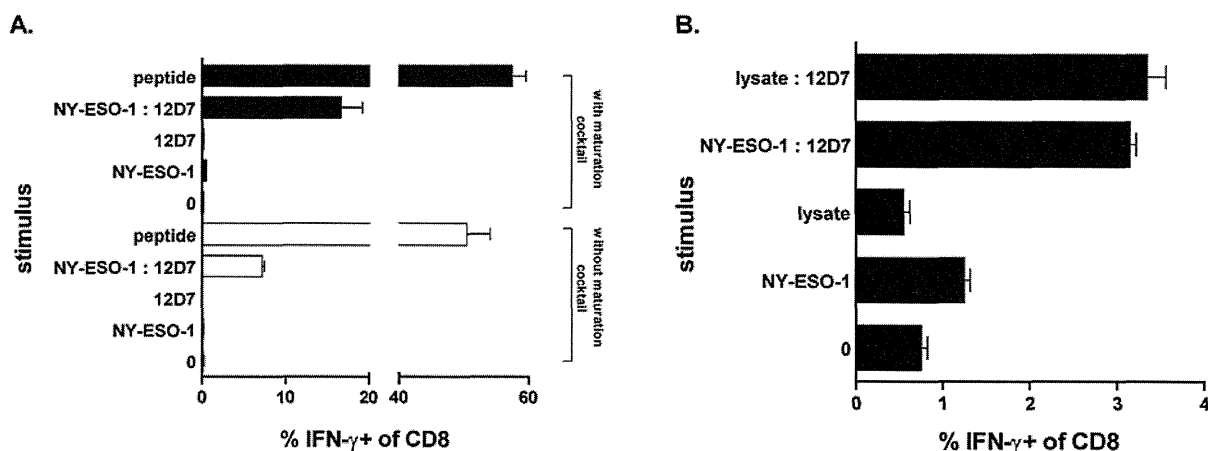 A.
stimulus
peptide
NY-ESO-1 : 12D7
12D7
NY-ESO-1
0
with maturation
cocktail
peptide
NY-ESO-1 : 12D7
12D7
NY-ESO-1
0
without maturation
cocktail
0 10 20 40 60
% IFN-γ+ of CD8
B.
stimulus
lysate : 12D7
NY-ESO-1 : 12D7
lysate
NY-ESO-1
0
0 1 2 3 4
% IFN-γ+ of CD8